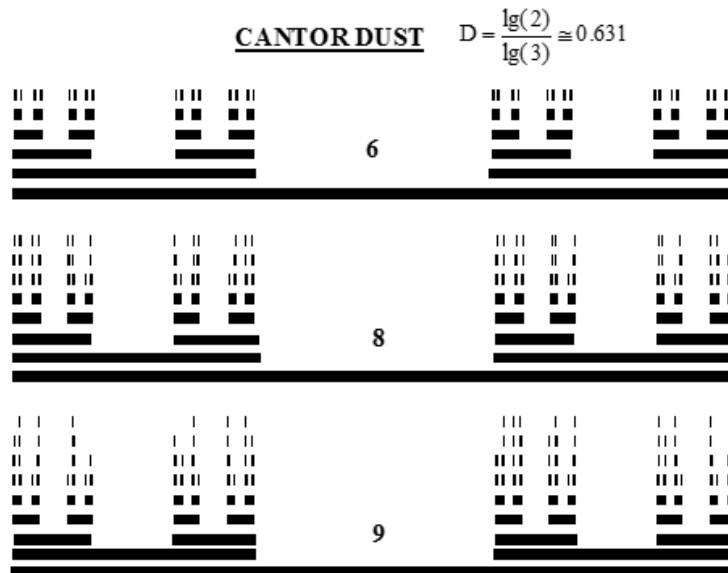 CANTOR DUST D = lg(2)/lg(3) ≅ 0.631
6
8
9